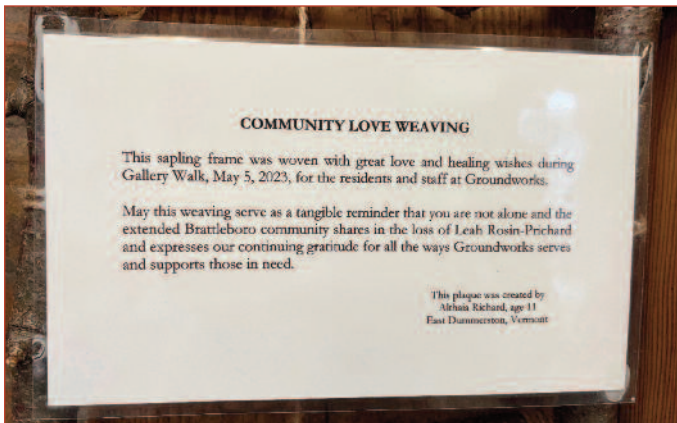 COMMUNITY LOVE WEAVING
This sapling frame was woven with great love and healing wishes during
Gallery Walk, May 5, 2023, for the residents and staff at Groundworks.
May this weaving serve as a tangible reminder that you are not alone and the
extended Brattleboro community shares in the loss of Leah Rosin-Prichard
and expresses our continuing gratitude for all the ways Groundworks serves
and supports those in need.
This plaque was created by
Richard, age 11
East Dummerston, Vermont